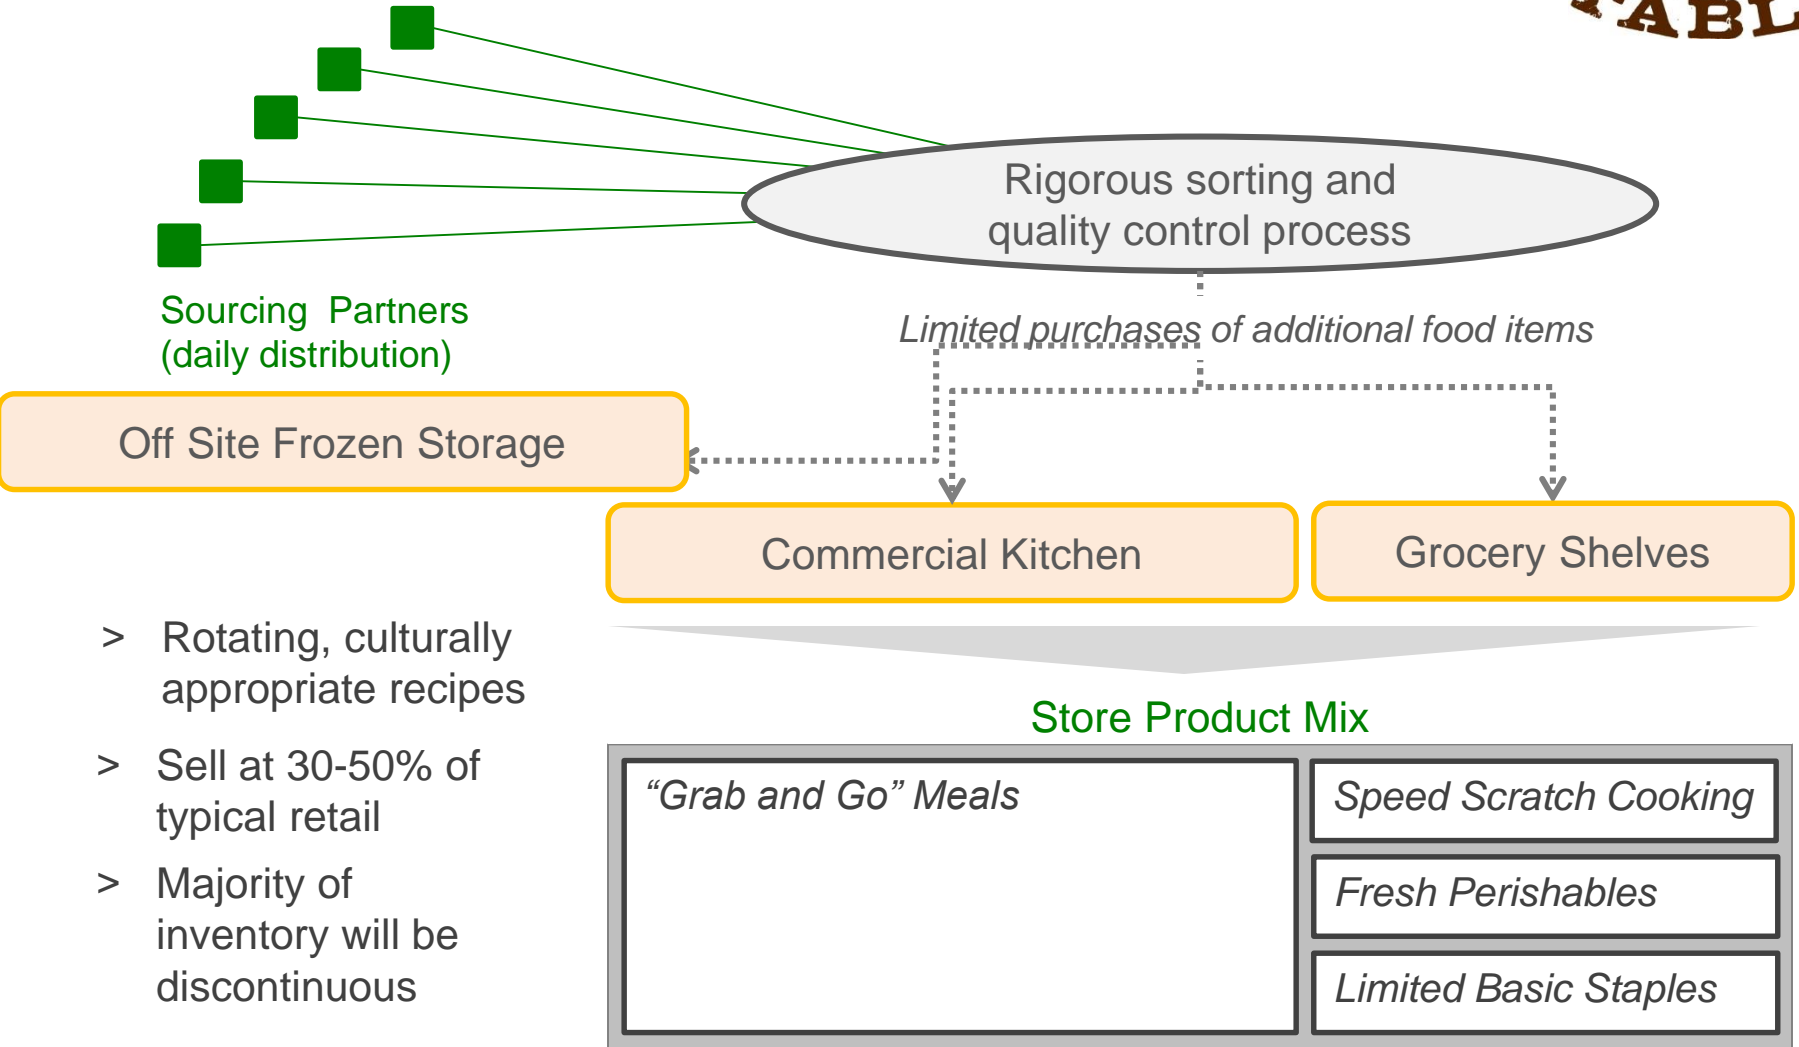 TABL
Rigorous sorting and
quality control process
Sourcing Partners
(daily distribution)
Limited purchases of additional food items
Off Site Frozen Storage
Commercial Kitchen
Grocery Shelves
> Rotating, culturally
appropriate recipes
> Sell at 30-50% of
typical retail
> Majority of
inventory will be
discontinuous
Store Product Mix
“Grab and Go” Meals
Speed Scratch Cooking
Fresh Perishables
Limited Basic Staples